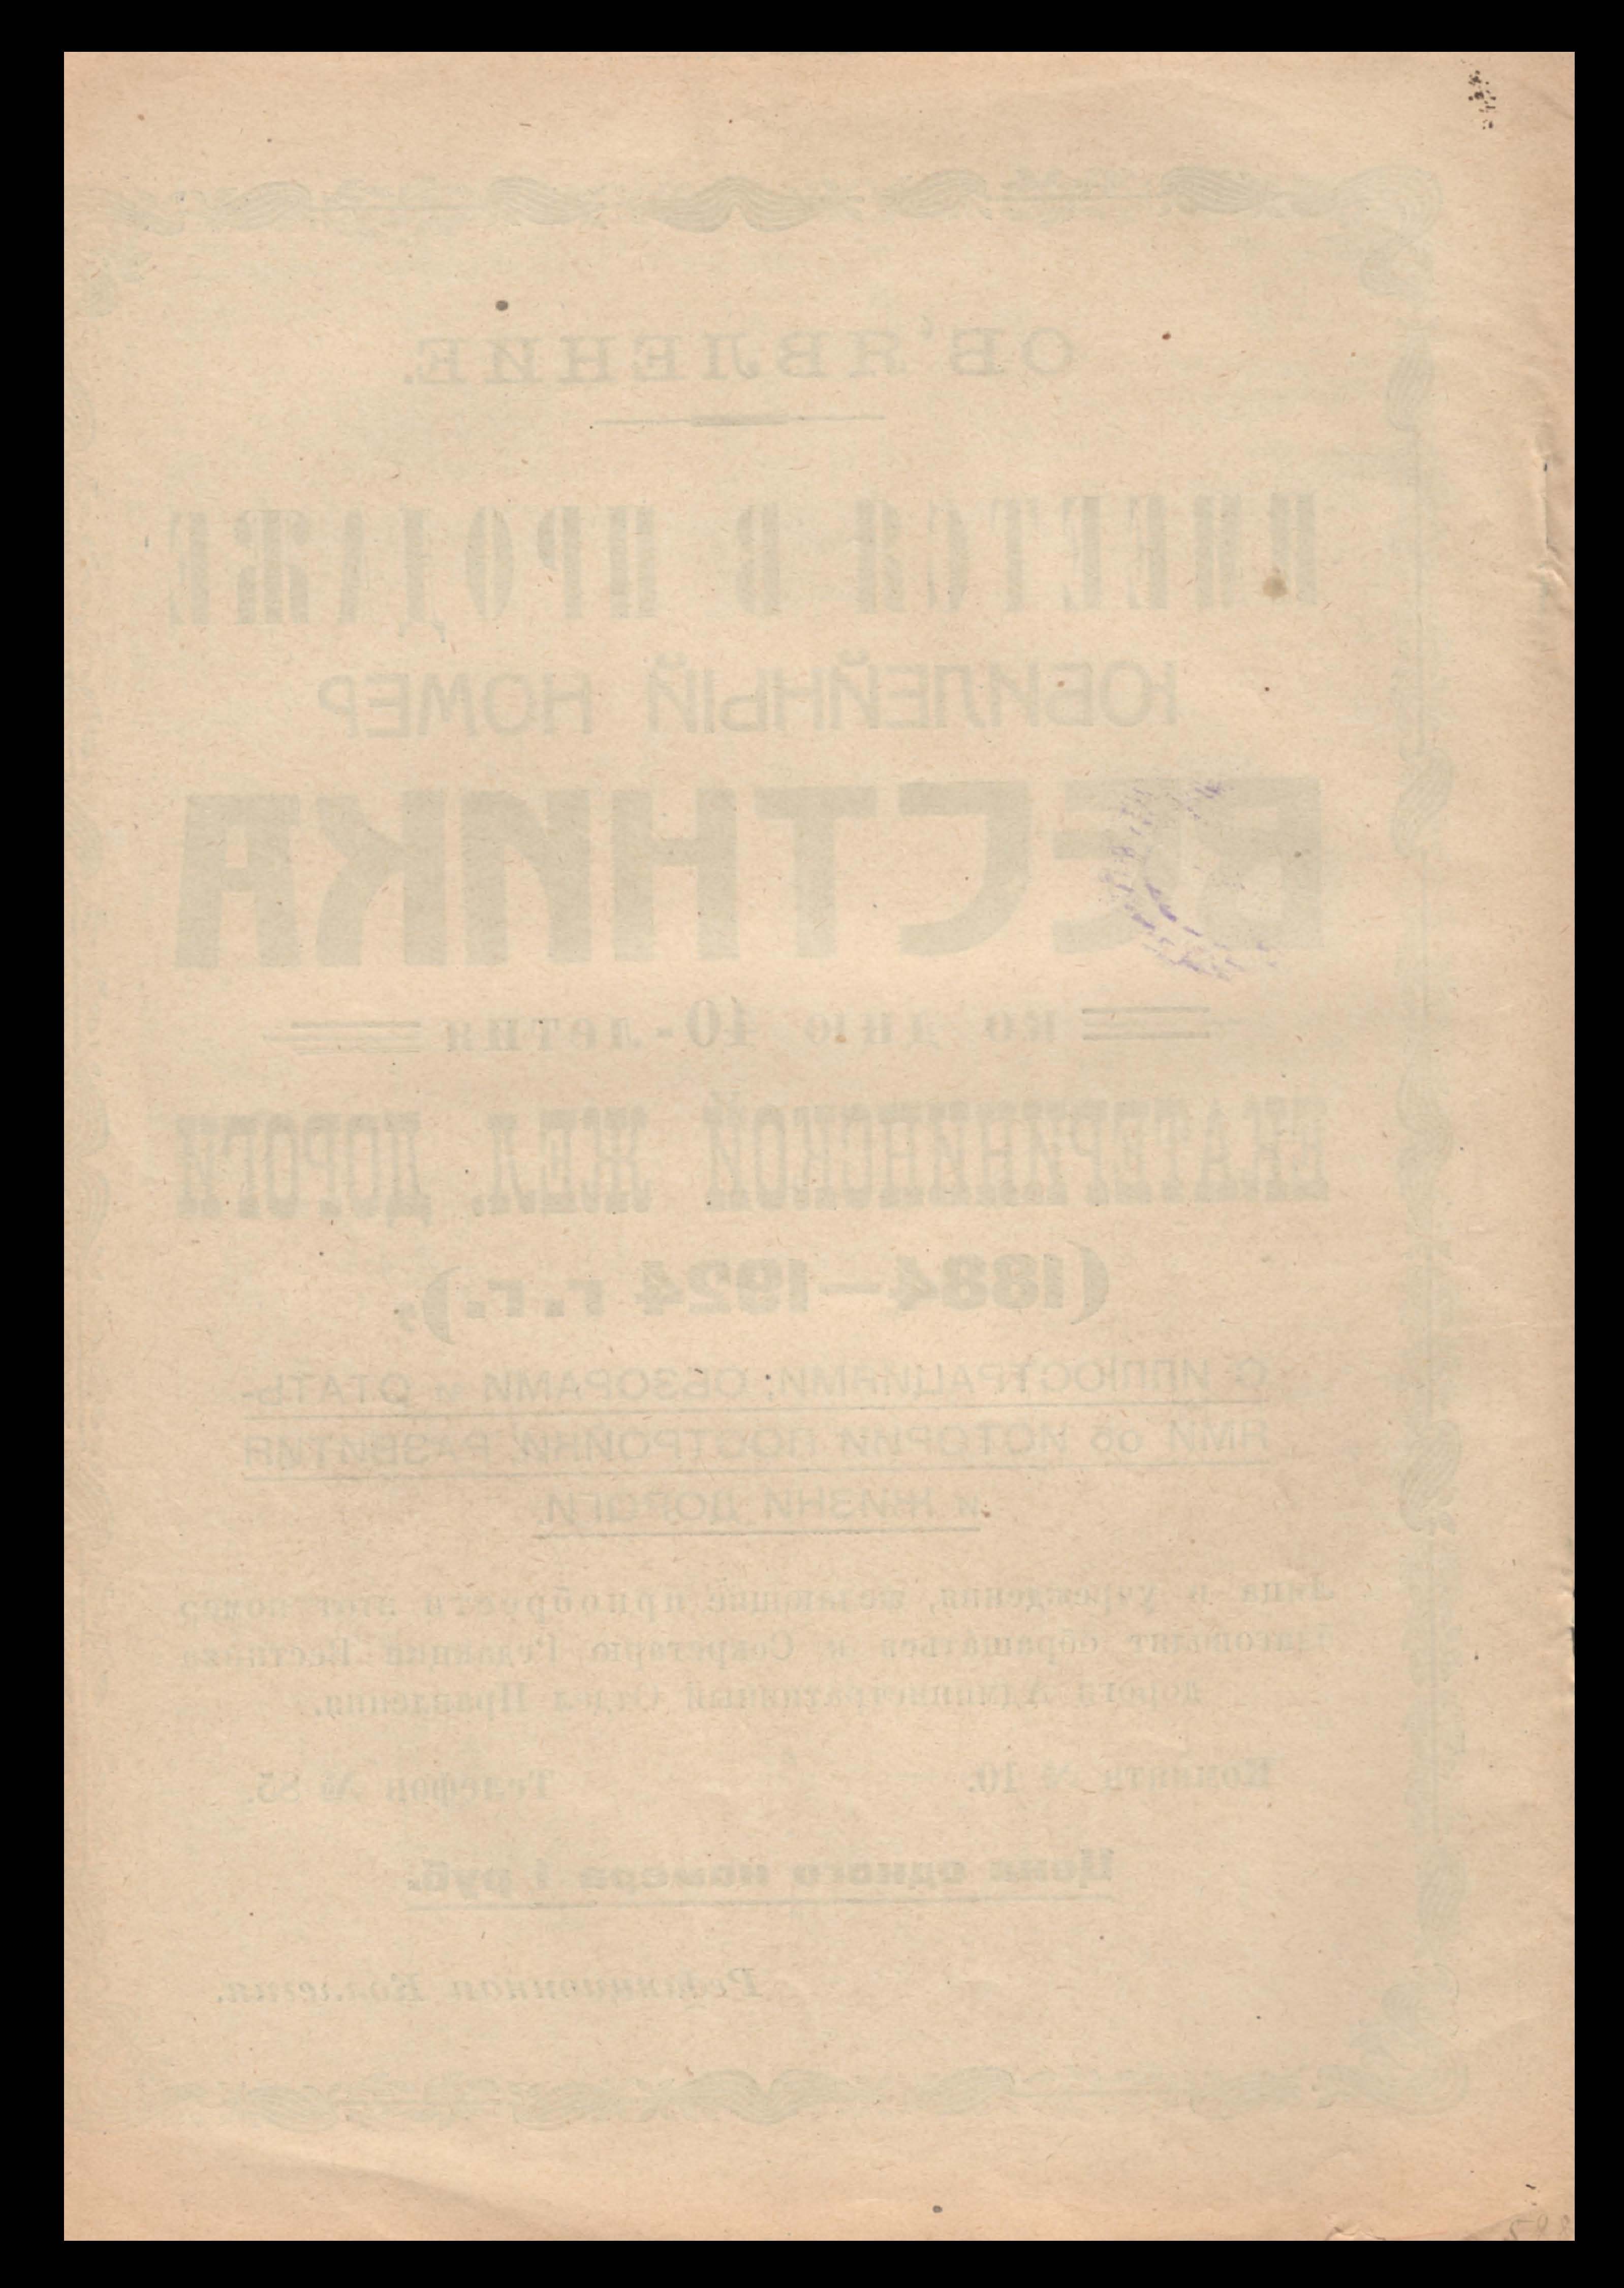 ОБ'ЯВЛЕНИЕ.
ИМЕЕТСЯ В ПРОДАЖЕ
ЮБИЛЕЙНЫЙ НОМЕР
ВЕСТНИКА
ко дню 40-летия
ЕКАТЕРИНИНСКОЙ ЖЕЛ. ДОРОГИ
(1884—1924 г.г.),
С ИЛЛЮСТРАЦИЯМИ, ОБЗОРАМИ и СТАТЬ-
ЯМИ об ИСТОРИИ ПОСТРОЙКИ, РАЗВИТИЯ
и ЖИЗНИ ДОРОГИ.
Лица и учреждения, желающие приобрести этот номер
благоволят обращаться к Секретарю Редакции Вестника
дороги Административный Отдел Правления.
Комната № 10. Телефон № 85.
Цена одного номера 1 руб.
Редакционная Коллегия.